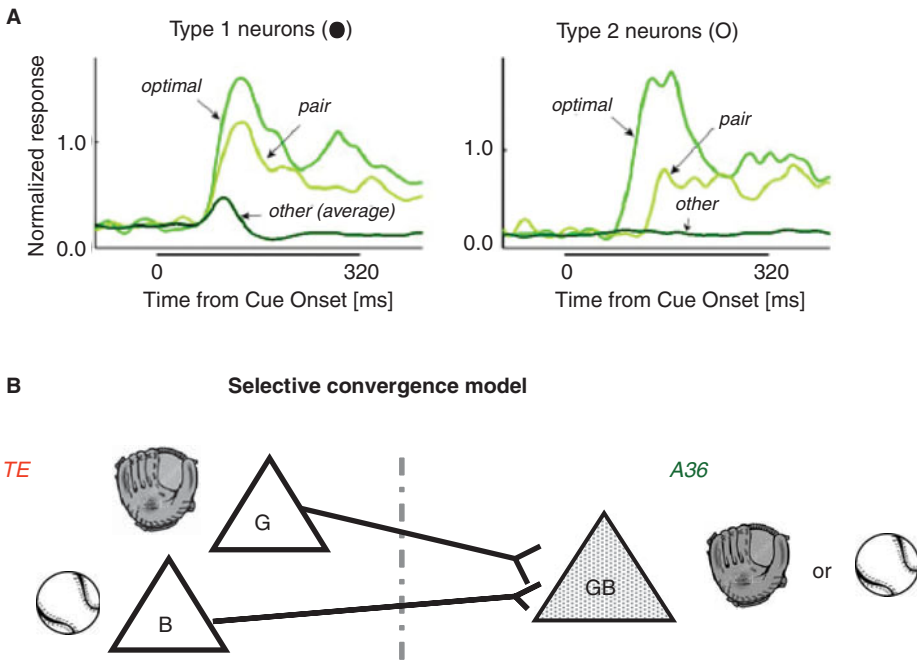 A
Type 1 neurons (●)
Type 2 neurons (O)
Normalized response
1.0
0.0
optimal
pair
other (average)
0
320
Time from Cue Onset [ms]
1.0
0.0
optimal
pair
other
0
320
Time from Cue Onset [ms]
B
Selective convergence model
TE
A36
G
B
GB
or